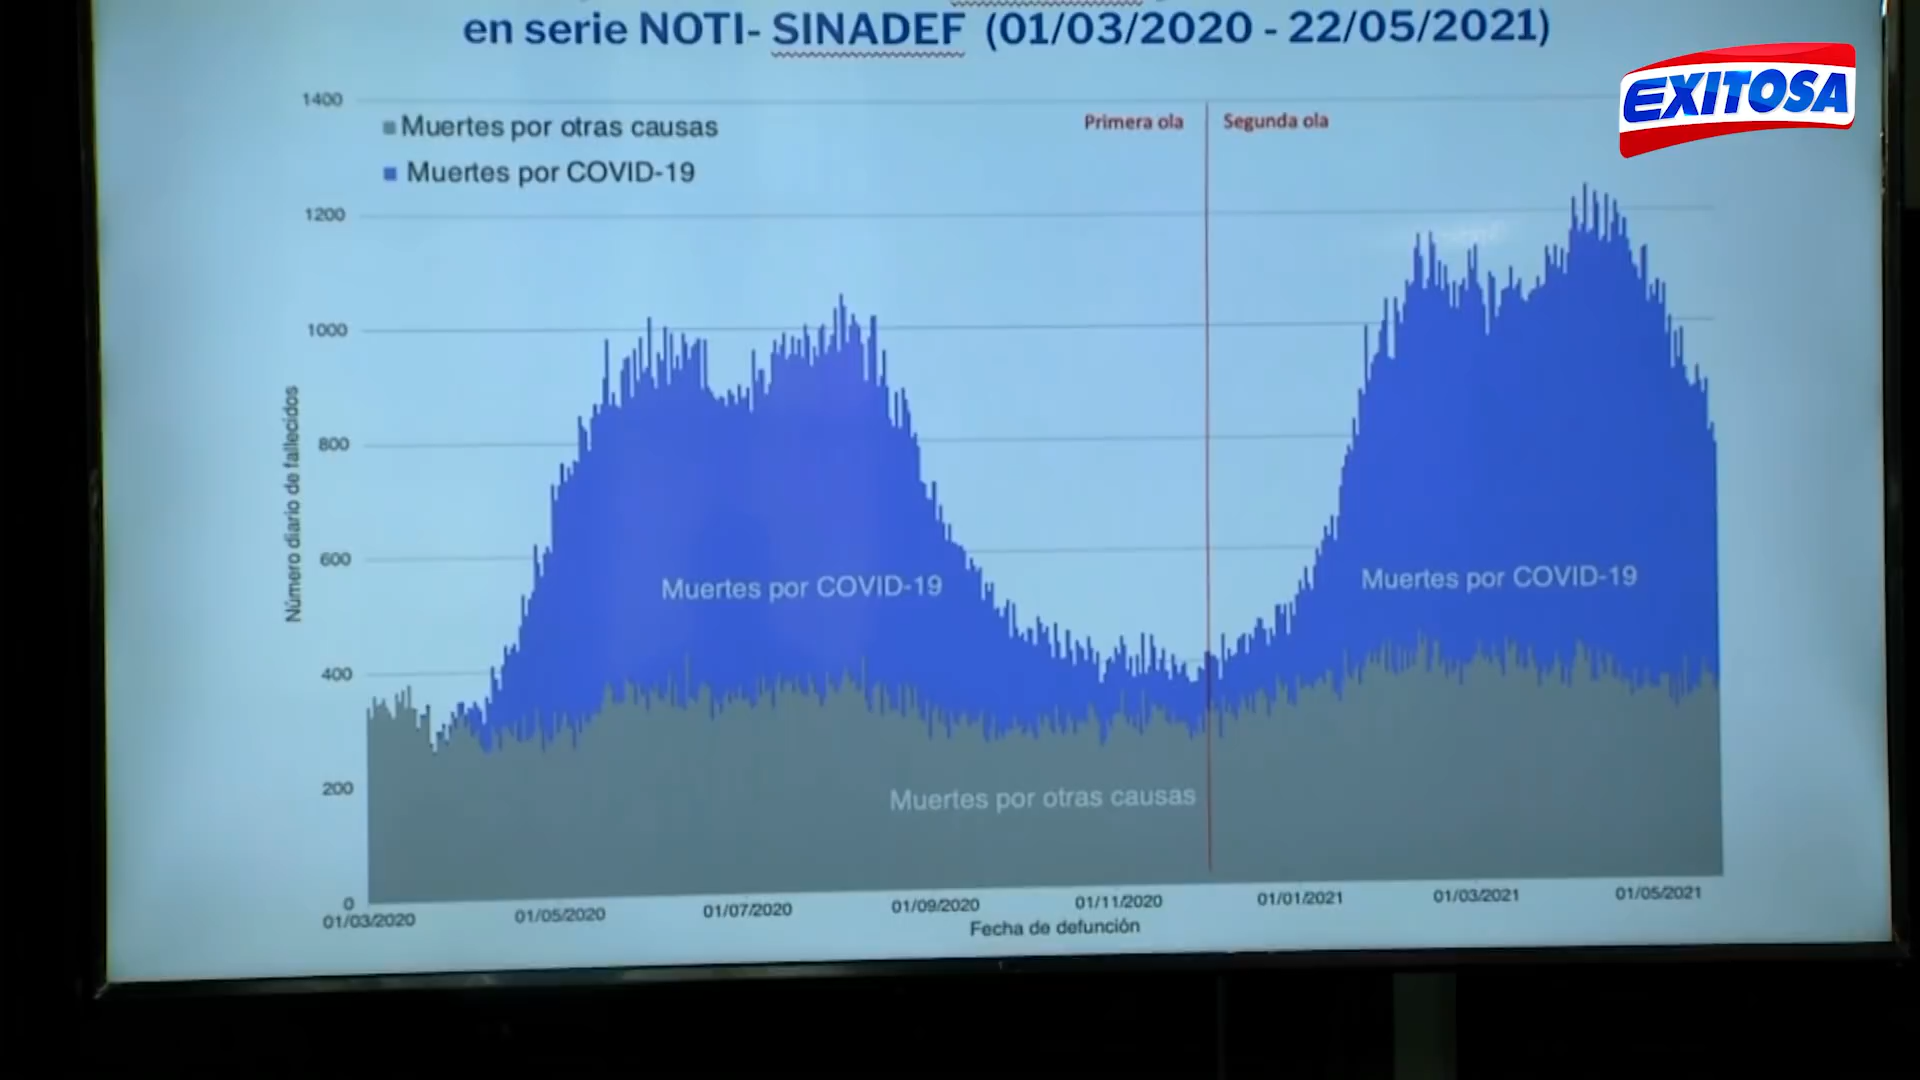 en serie NOTI- SINADEF (01/03/2020 - 22/05/2021)
EXITOSA
1400
Muertes por otras causas
Muertes por COVID-19
Primera ola
Segunda ola
1200
1000
800
600
400
200
0
Número diario de fallecidos
Muertes por COVID-19
Muertes por COVID-19
Muertes por otras causas
01/03/2020
01/05/2020
01/07/2020
01/09/2020
01/11/2020
01/01/2021
01/03/2021
01/05/2021
Fecha de defunción